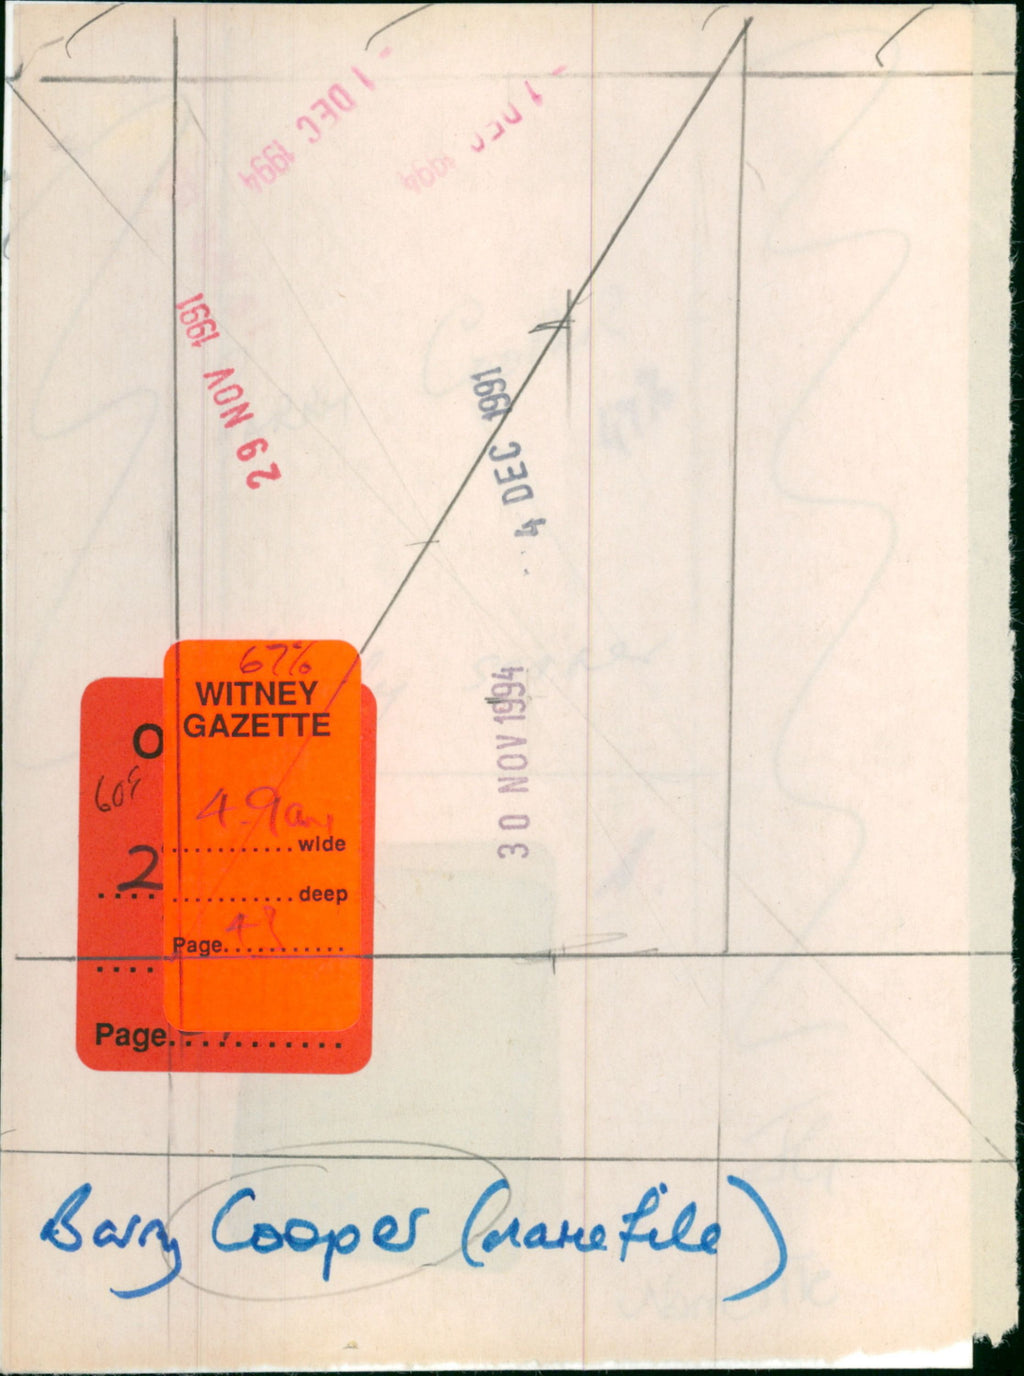 - 1 DEC 1994
- 1 DEC 1994
29 NOV 1991
4 DEC 1991
30 NOV 1994
67%
WITNEY
GAZETTE
O
60%
4.9cm
wide
2
deep
Page
Page
Barry Cooper (name file)